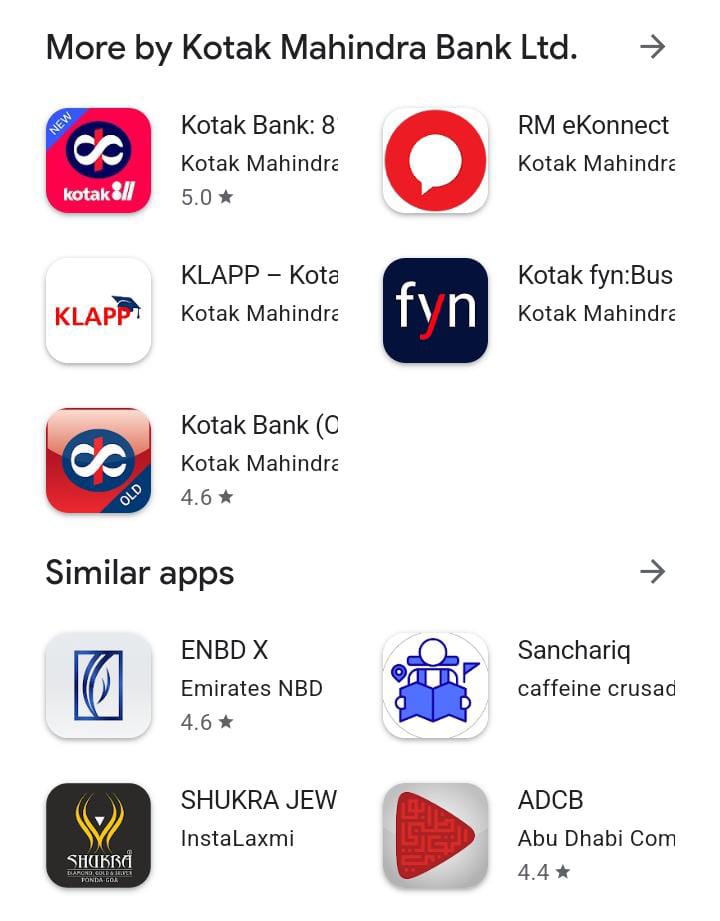 More by Kotak Mahindra Bank Ltd.
NEW
kotak811
Kotak Bank: 8
Kotak Mahindra
5.0 ★
RM eKonnect
Kotak Mahindra
KLAPP
KLAPP – Kota
Kotak Mahindra
fyn
Kotak fyn:Bus
Kotak Mahindra
OLD
Kotak Bank (O
Kotak Mahindra
4.6 ★
Similar apps
ENBD X
Emirates NBD
4.6 ★
Sanchariq
caffeine crusad
SHUKRA
DIAMOND, GOLD & SILVER
PONDA-GOA
SHUKRA JEW
InstaLaxmi
ADCB
Abu Dhabi Com
4.4 ★